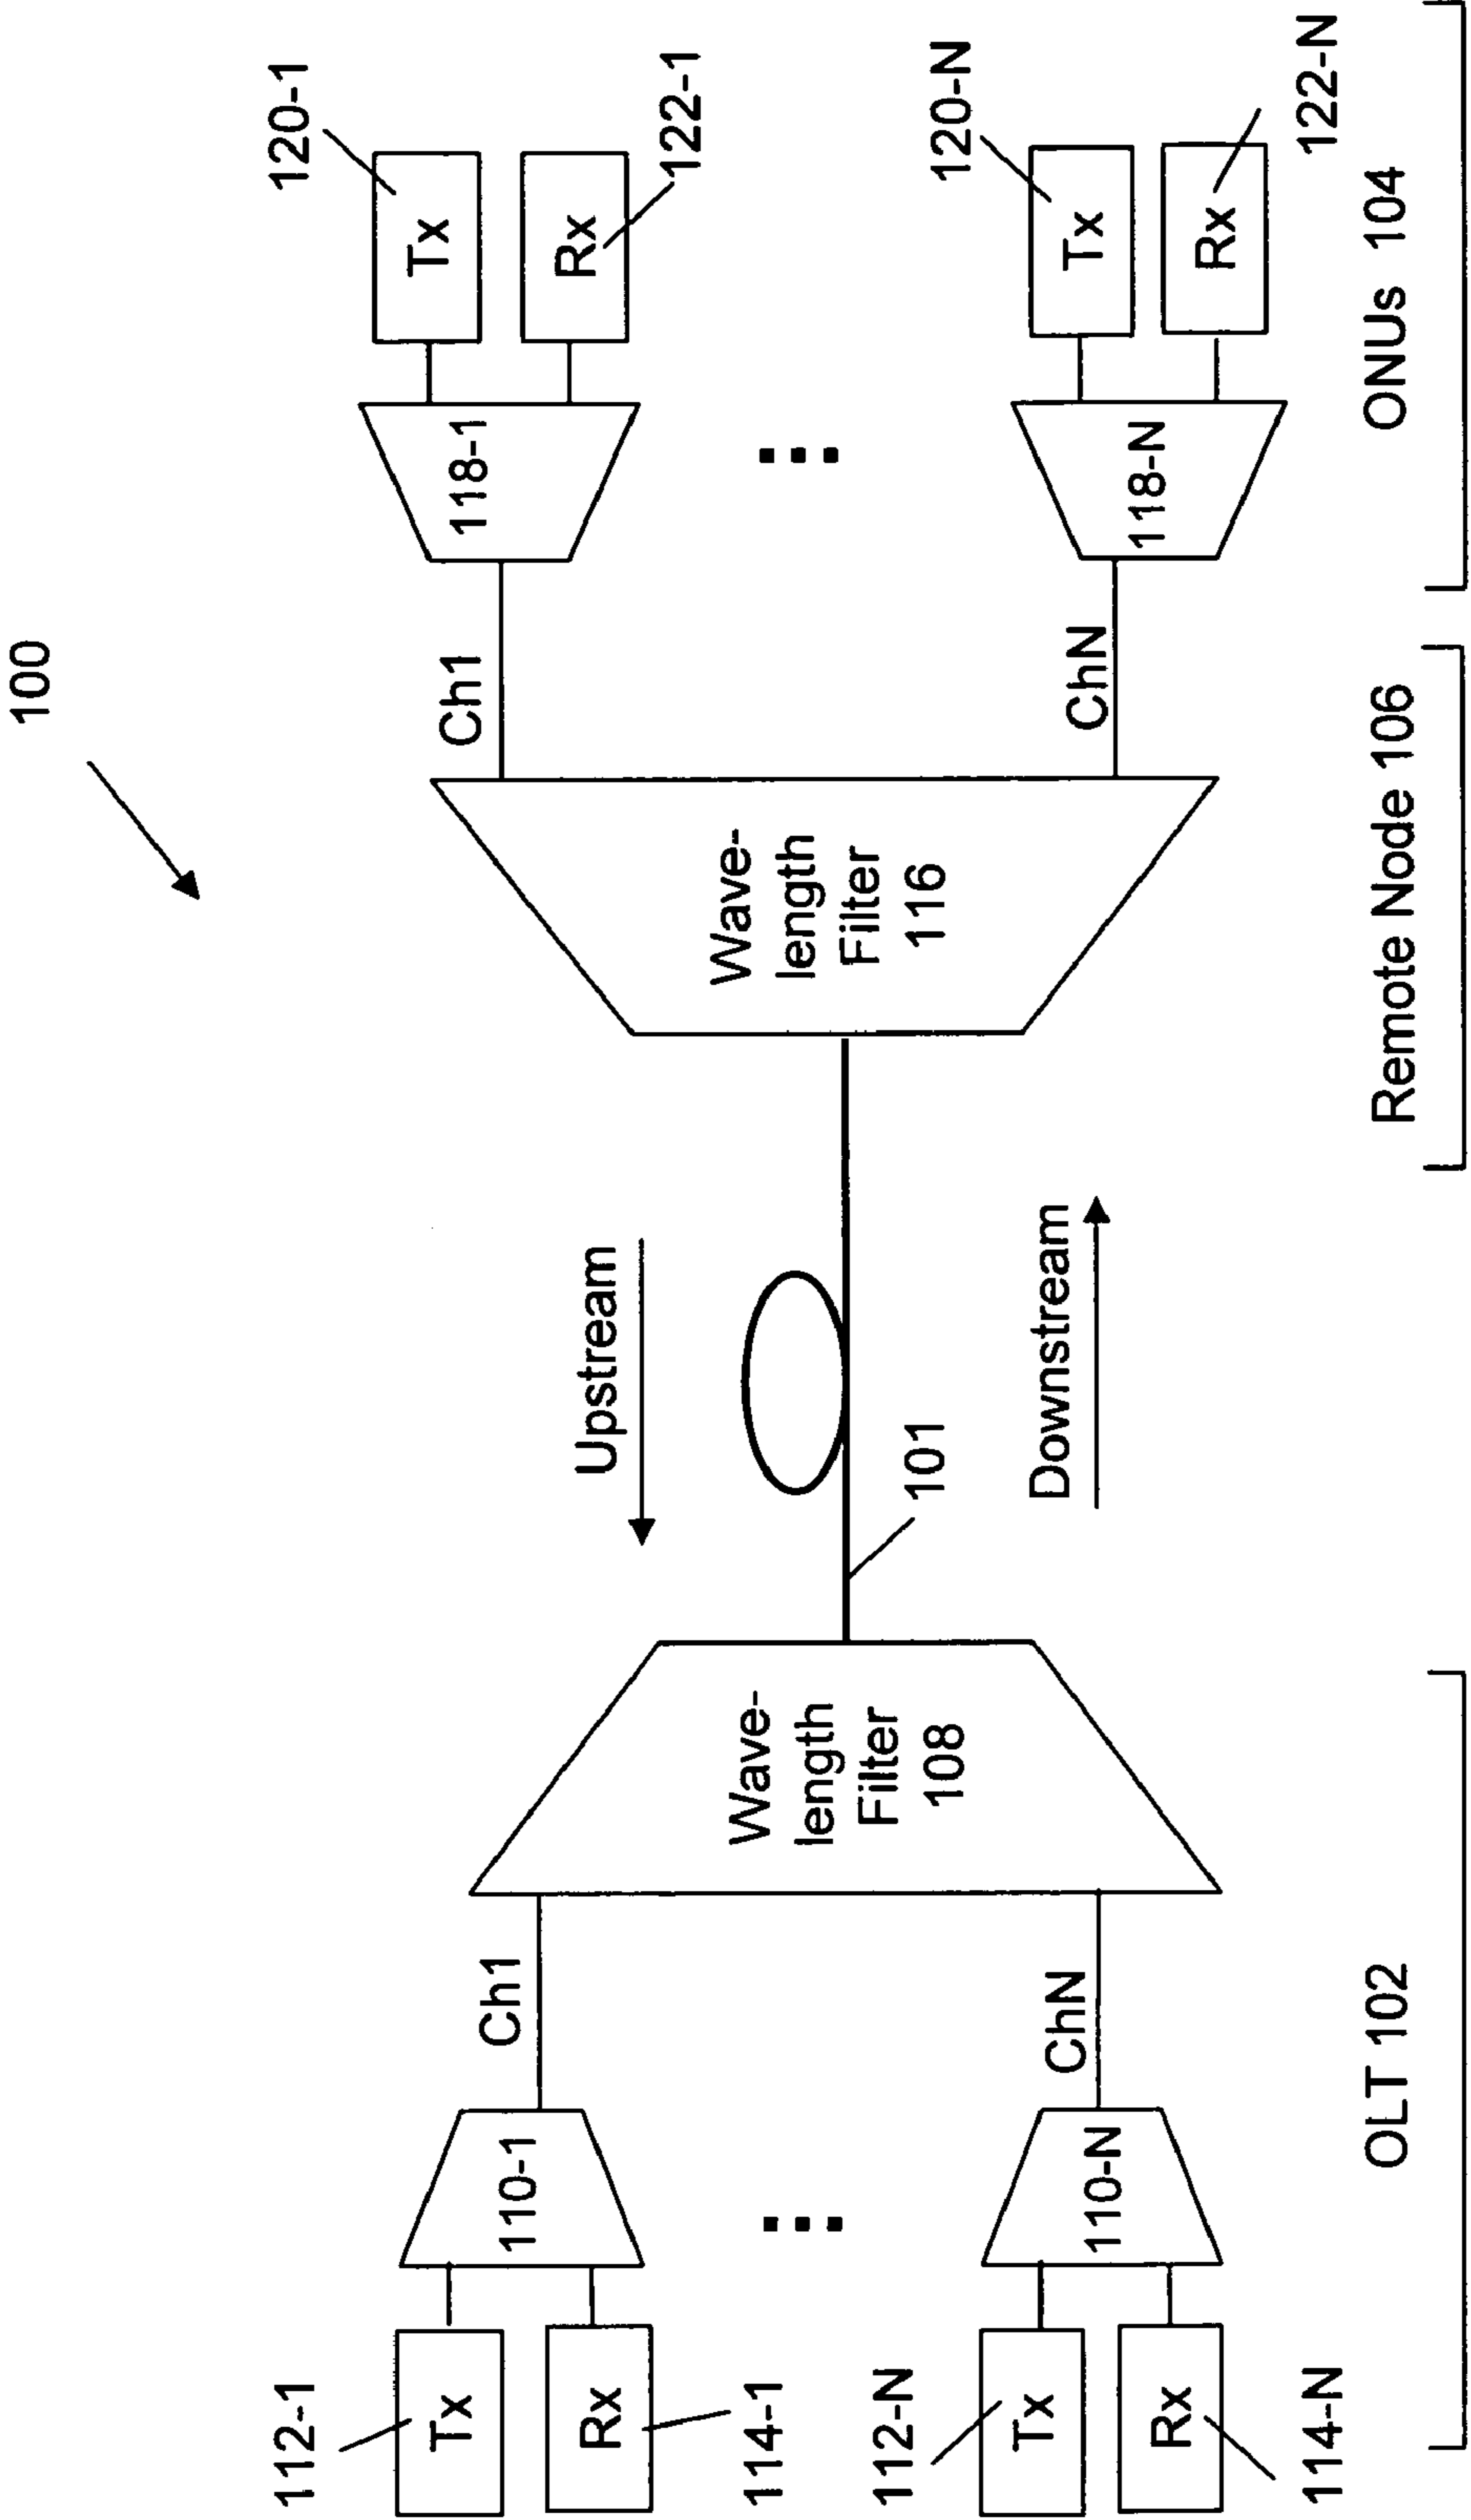 100
112-1
Tx
Rx
114-1
110-1
Ch1
112-N
Tx
Rx
114-N
110-N
ChN
Wave-
length
Filter
108
Upstream
101
Downstream
Wave-
length
Filter
116
Ch1
118-1
120-1
Tx
Rx
122-1
ChN
118-N
120-N
Tx
Rx
122-N
OLT 102
Remote Node 106
ONUs 104